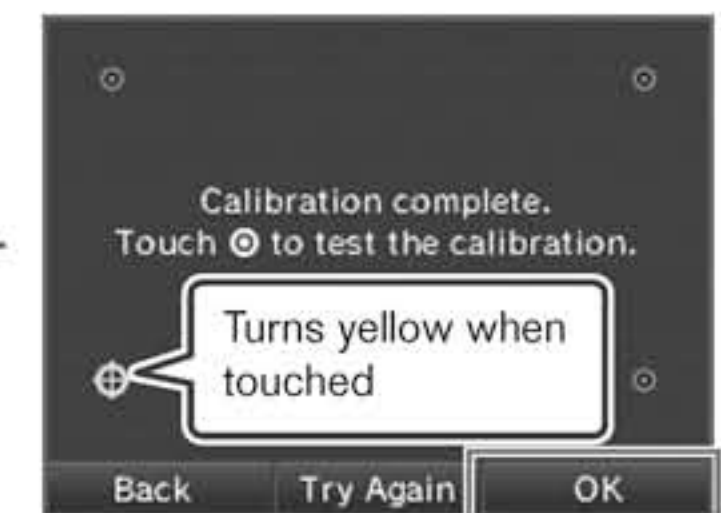 Calibration complete.
Touch ⊙ to test the calibration.
Turns yellow when
touched
Back Try Again OK